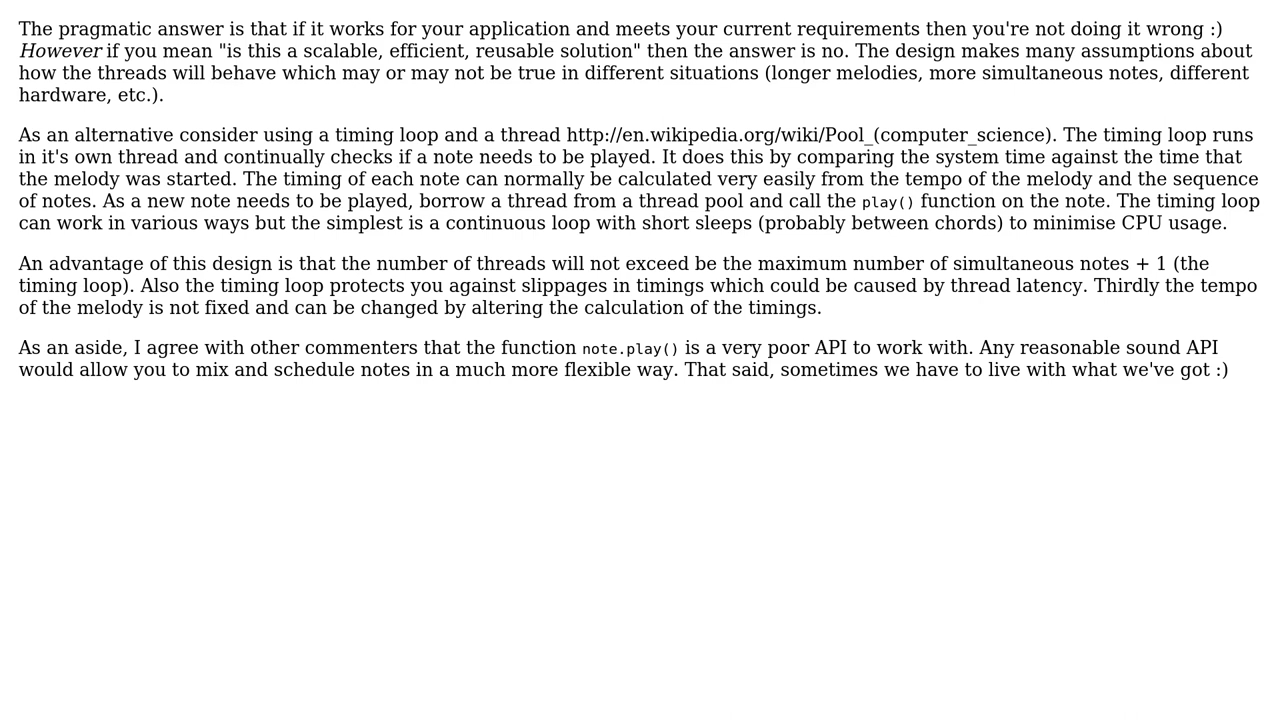 The pragmatic answer is that if it works for your application and meets your current requirements then you're not doing it wrong :)
However if you mean "is this a scalable, efficient, reusable solution" then the answer is no. The design makes many assumptions about
how the threads will behave which may or may not be true in different situations (longer melodies, more simultaneous notes, different
hardware, etc.).
As an alternative consider using a timing loop and a thread http://en.wikipedia.org/wiki/Pool_(computer_science). The timing loop runs
in it's own thread and continually checks if a note needs to be played. It does this by comparing the system time against the time that
the melody was started. The timing of each note can normally be calculated very easily from the tempo of the melody and the sequence
of notes. As a new note needs to be played, borrow a thread from a thread pool and call the play() function on the note. The timing loop
can work in various ways but the simplest is a continuous loop with short sleeps (probably between chords) to minimise CPU usage.
An advantage of this design is that the number of threads will not exceed be the maximum number of simultaneous notes + 1 (the
timing loop). Also the timing loop protects you against slippages in timings which could be caused by thread latency. Thirdly the tempo
of the melody is not fixed and can be changed by altering the calculation of the timings.
As an aside, I agree with other commenters that the function note.play() is a very poor API to work with. Any reasonable sound API
would allow you to mix and schedule notes in a much more flexible way. That said, sometimes we have to live with what we've got :)